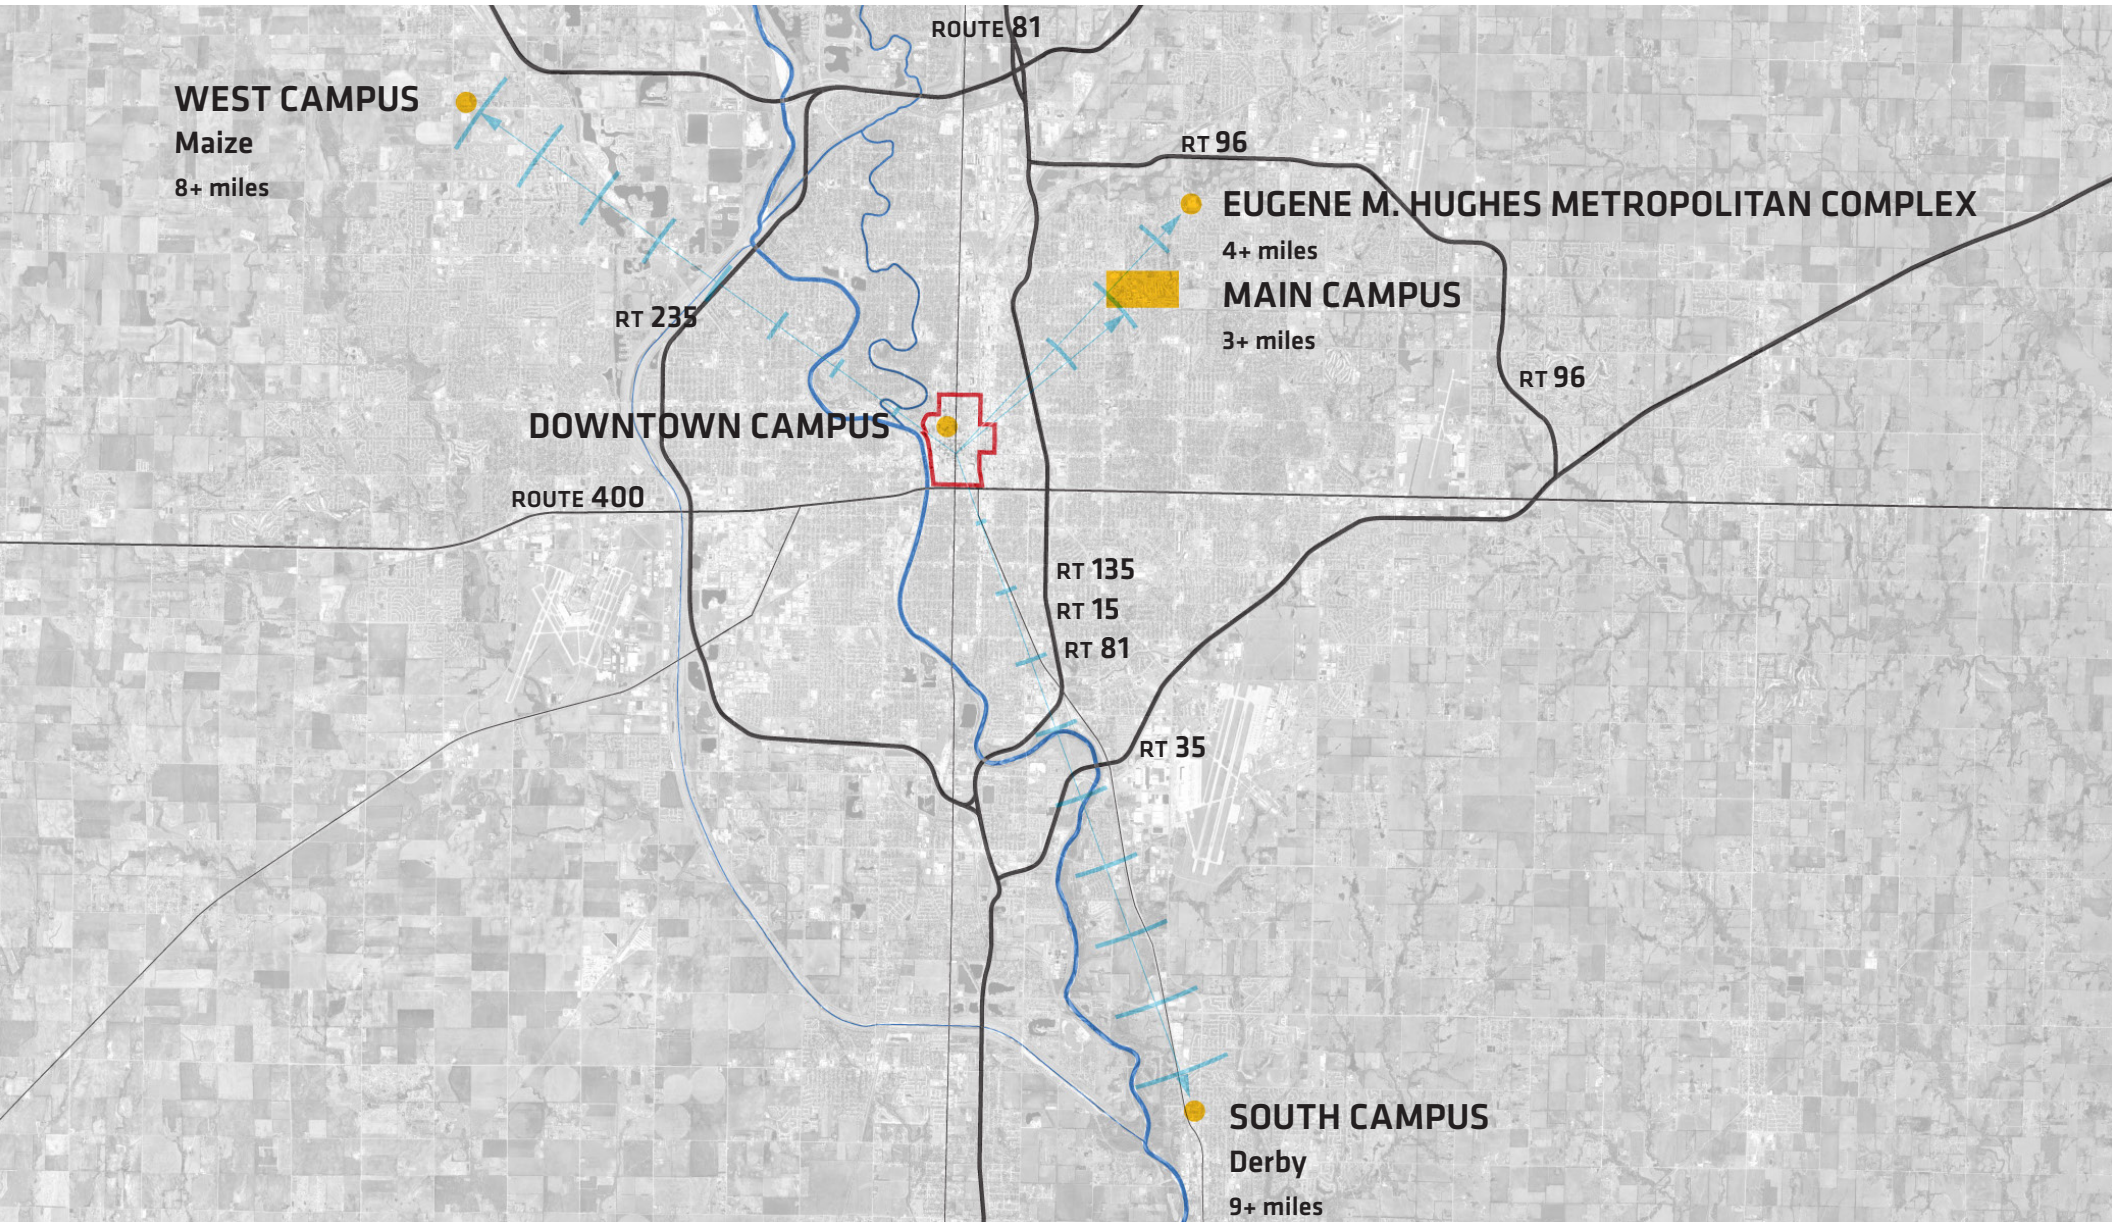 ROUTE 81
WEST CAMPUS
Maize
8+ miles
RT 96
EUGENE M. HUGHES METROPOLITAN COMPLEX
4+ miles
MAIN CAMPUS
3+ miles
RT 235
RT 96
DOWNTOWN CAMPUS
ROUTE 400
RT 135
RT 15
RT 81
RT 35
SOUTH CAMPUS
Derby
9+ miles